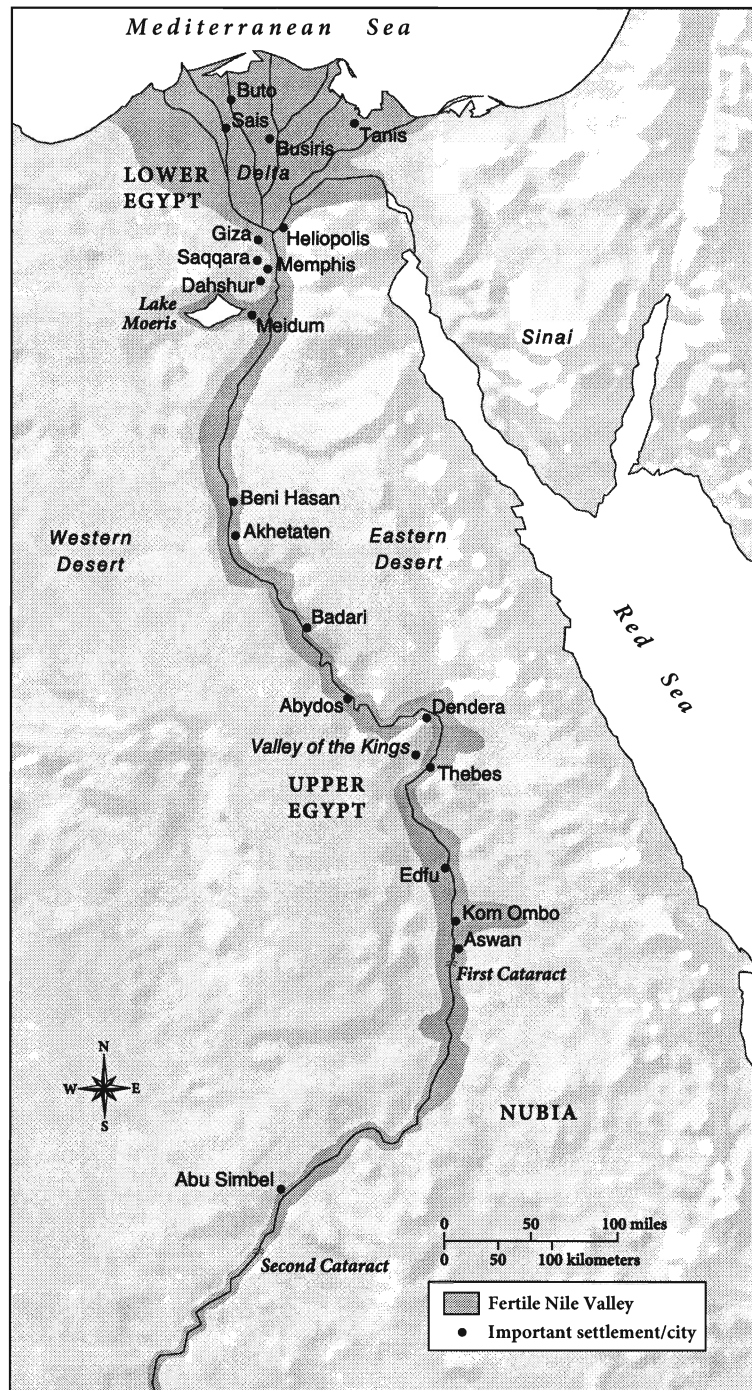 Mediterranean Sea
Buto
Sais
Busiris
Tanis
Delta
LOWER
EGYPT
Giza
Heliopolis
Saqqara
Memphis
Dahshur
Lake
Moeris
Meidum
Sinai
Beni Hasan
Akhetaten
Western
Desert
Eastern
Desert
Badari
Red Sea
Abydos
Dendera
Valley of the Kings
Thebes
UPPER
EGYPT
Edfu
Kom Ombo
Aswan
First Cataract
N
W E
S
NUBIA
Abu Simbel
0 50 100 miles
0 50 100 kilometers
Second Cataract
Fertile Nile Valley
Important settlement/city